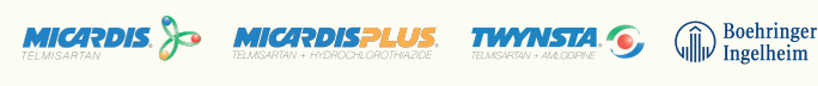 MICARDIS®
TELMISARTAN
MICARDISPLUS®
TELMISARTAN + HYDROCHLOROTHIAZIDE
TWYNSTA®
TELMISARTAN + AMLODIPINE
Boehringer
Ingelheim